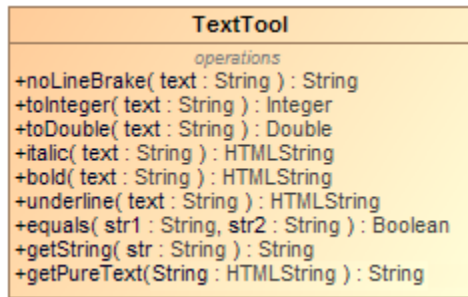 TextTool
operations
+noLineBrake( text : String ) : String
+toInteger( text : String ) : Integer
+toDouble( text : String ) : Double
+italic( text : String ) : HTMLString
+bold( text : String ) : HTMLString
+underline( text : String ) : HTMLString
+equals( str1 : String, str2 : String ) : Boolean
+getString( str : String ) : String
+getPureText(String : HTMLString ) : String